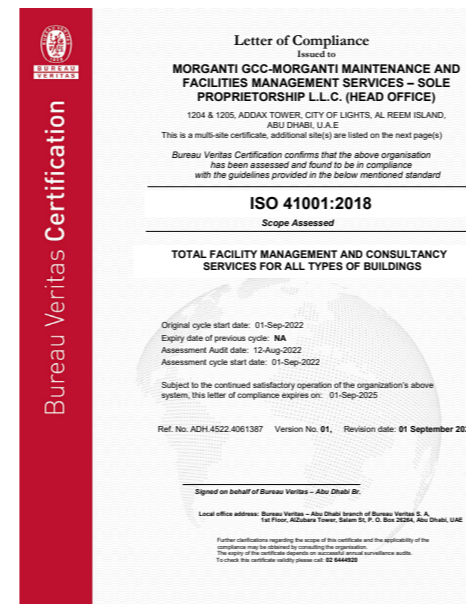 BUREAU
VERITAS
Bureau Veritas Certification
Letter of Compliance
Issued to
MORGANTI GCC-MORGANTI MAINTENANCE AND
FACILITIES MANAGEMENT SERVICES – SOLE
PROPRIETORSHIP L.L.C. (HEAD OFFICE)
1204 & 1205, ADDAX TOWER, CITY OF LIGHTS, AL REEM ISLAND,
ABU DHABI, U.A.E
This is a multi-site certificate, additional site(s) are listed on the next page(s)
Bureau Veritas Certification confirms that the above organisation
has been assessed and found to be in compliance
with the guidelines provided in the below mentioned standard
ISO 41001:2018
Scope Assessed
TOTAL FACILITY MANAGEMENT AND CONSULTANCY
SERVICES FOR ALL TYPES OF BUILDINGS
Original cycle start date: 01-Sep-2022
Expiry date of previous cycle: NA
Assessment Audit date: 12-Aug-2022
Assessment cycle start date: 01-Sep-2022
Subject to the continued satisfactory operation of the organization's above
system, this letter of compliance expires on: 01-Sep-2025
Ref. No. ADH.4522.4061387 Version No. 01, Revision date: 01 September
Signed on behalf of Bureau Veritas – Abu Dhabi Br.
Local office address: Bureau Veritas – Abu Dhabi branch of Bureau Veritas S. A,
1st Floor, AlZubara Tower, Salam St, P. O. Box 26264, Abu Dhabi, UAE
Further clarifications regarding the scope of this certificate and the applicability of the
compliance may be obtained by consulting the organisation.
The expiry of the certificate depends on successful annual surveillance audits.
To check this certificate validity please call: 02 6444920